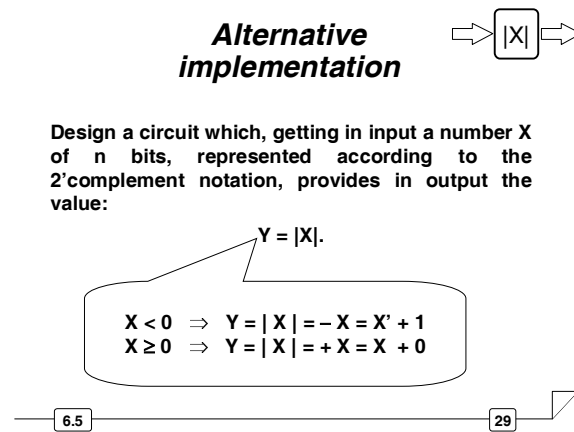 Alternative
implementation
|X|
Design a circuit which, getting in input a number X
of n bits, represented according to the
2’complement notation, provides in output the
value:
Y = |X|.
X < 0 ⇒ Y = | X | = – X = X’ + 1
X ≥ 0 ⇒ Y = | X | = + X = X + 0
6.5
29